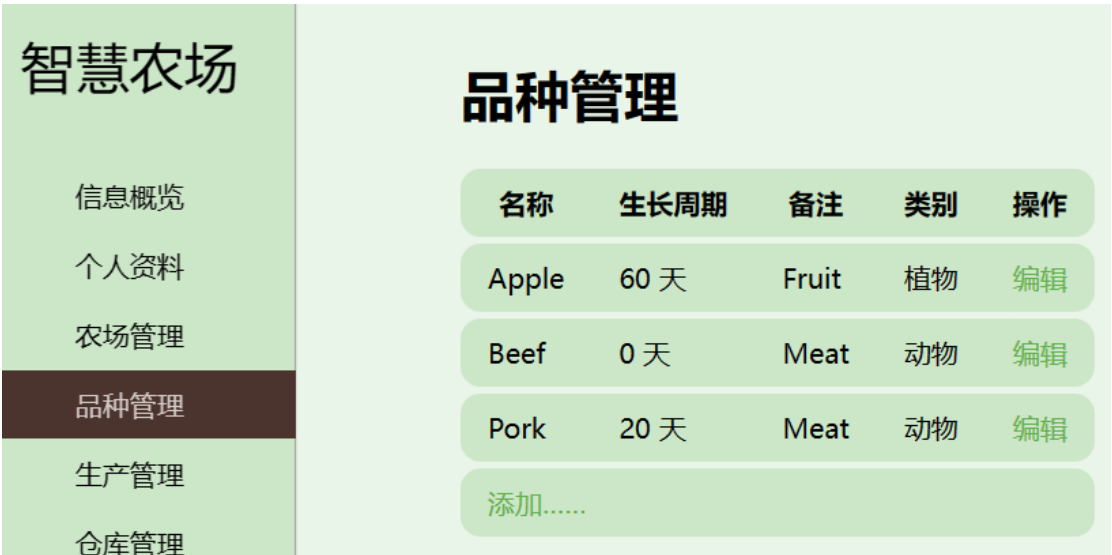 智慧农场
信息概览
个人资料
农场管理
品种管理
生产管理
仓库管理
品种管理
名称 生长周期 备注 类别 操作
Apple 60 天 Fruit 植物 编辑
Beef 0 天 Meat 动物 编辑
Pork 20 天 Meat 动物 编辑
添加......